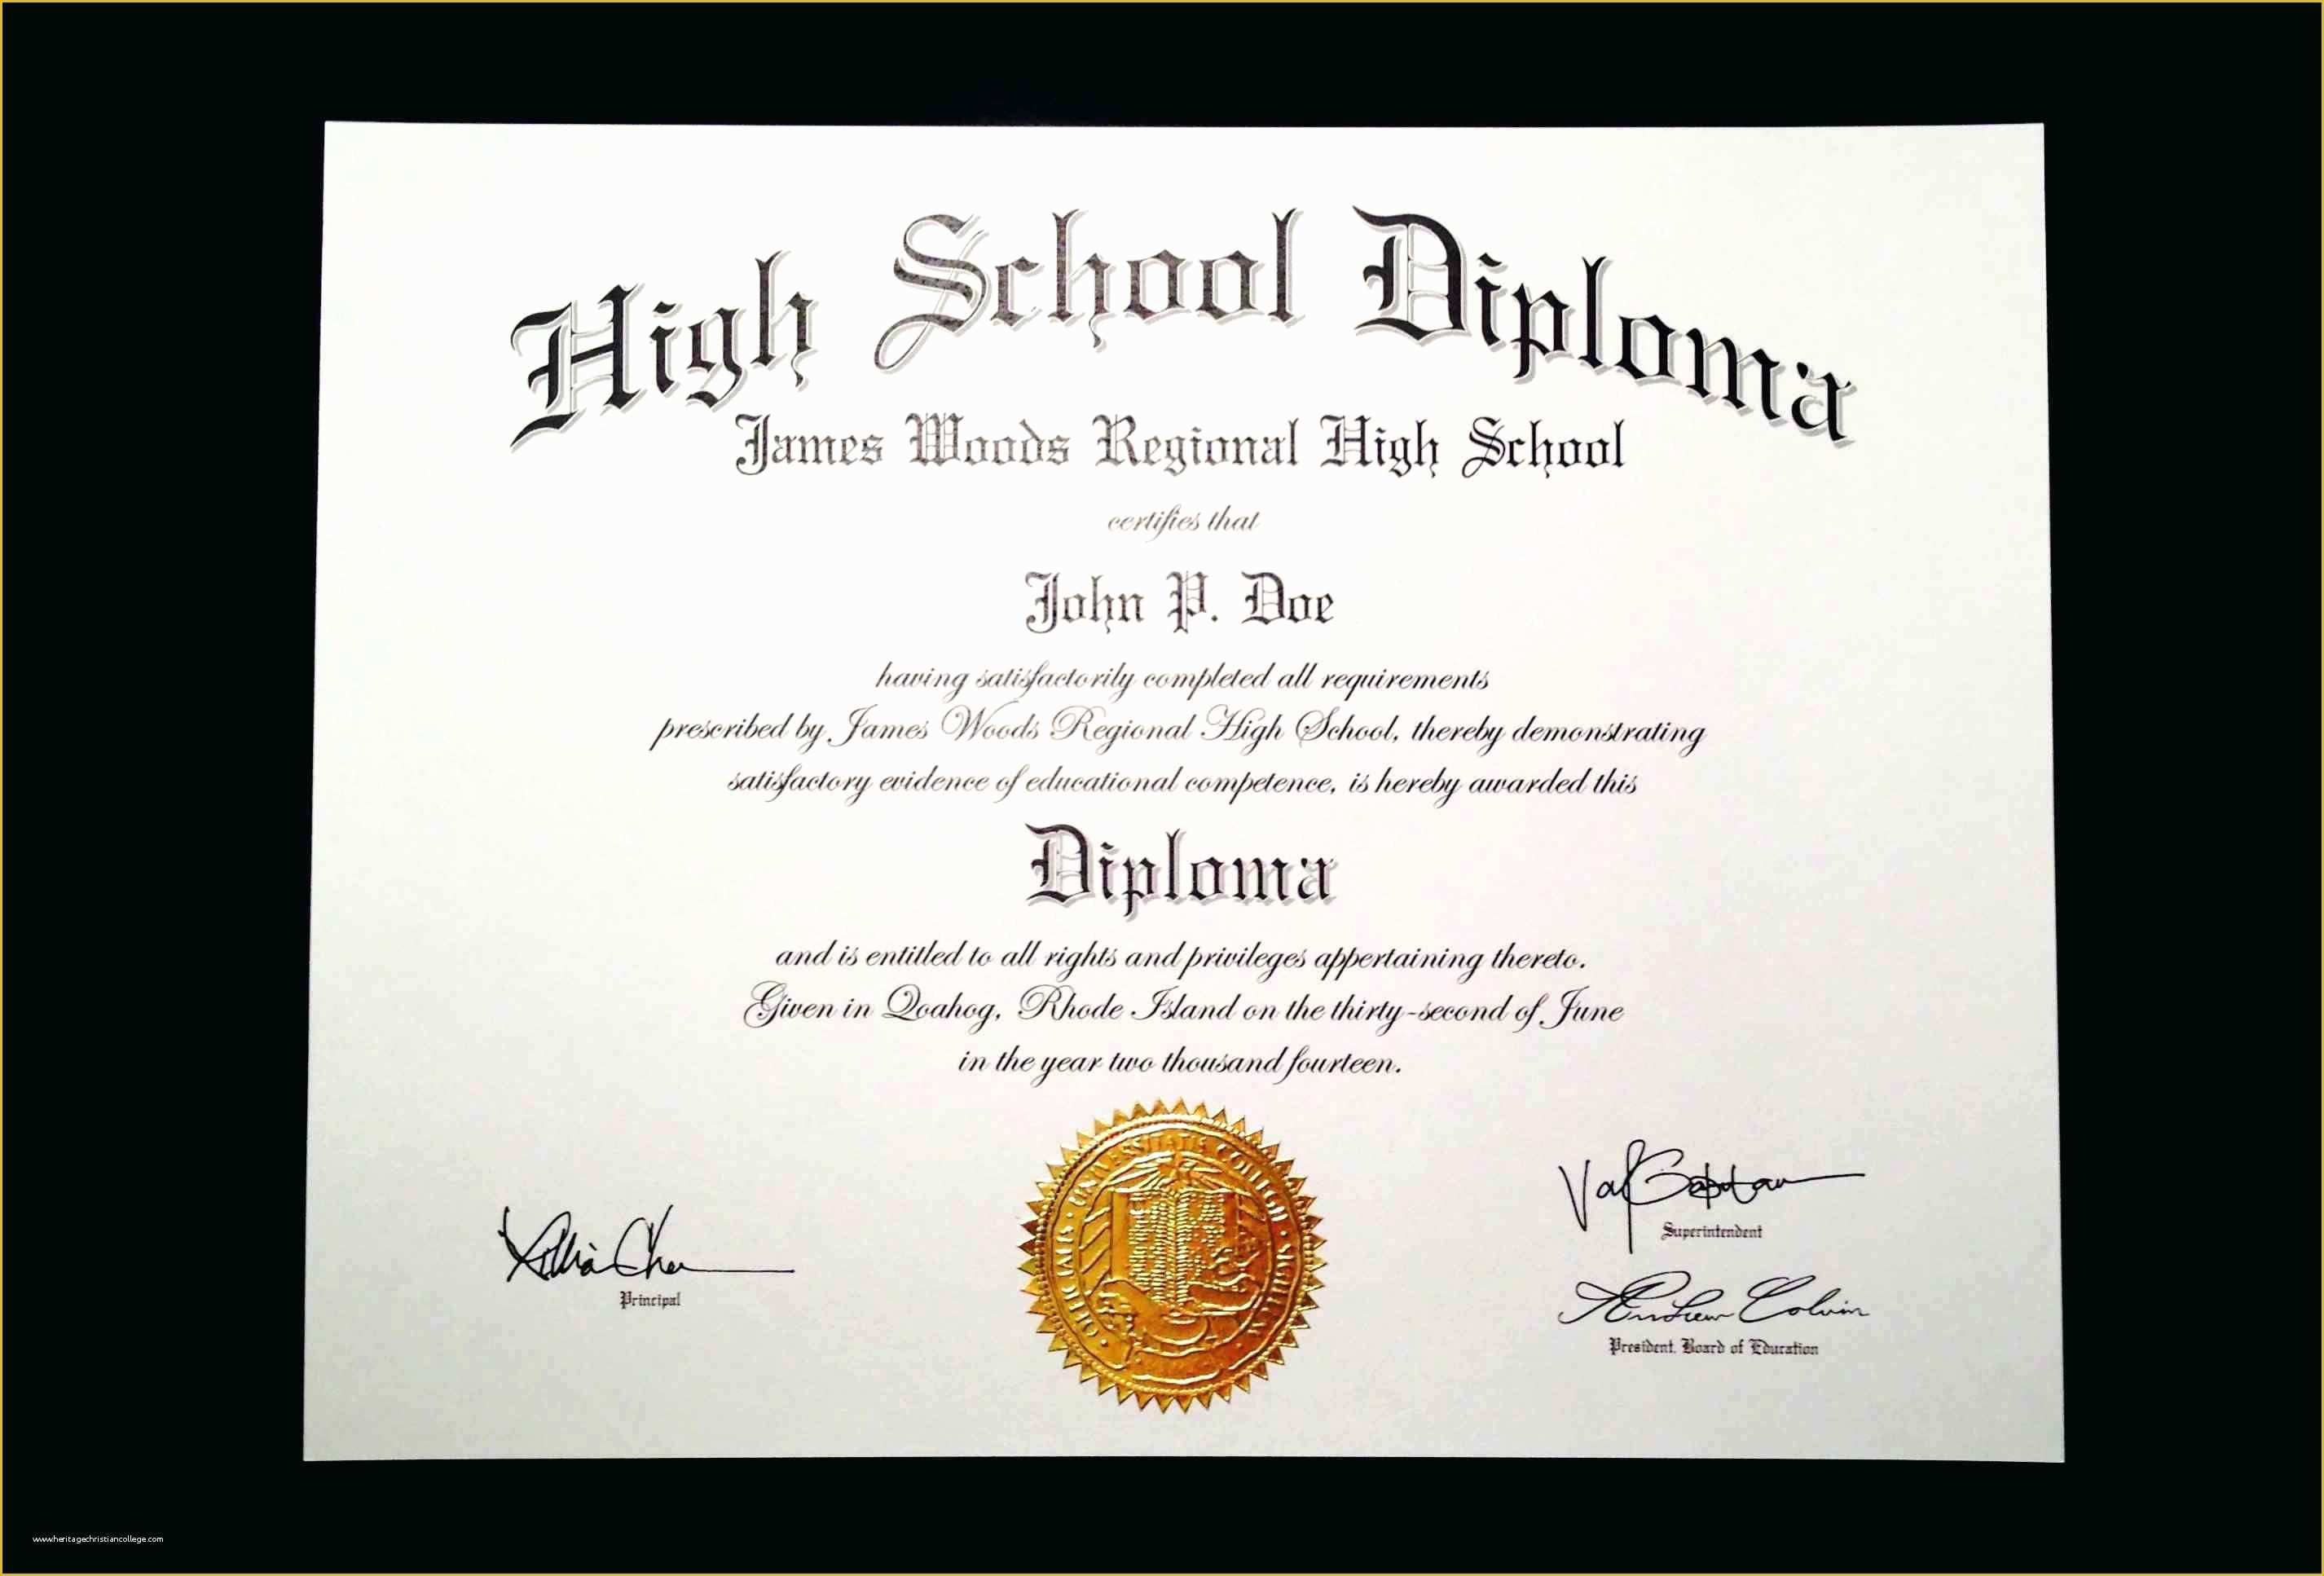 High School Diploma
James Woods Regional High School
certifies that
John P. Doe
having satisfactorily completed all requirements
prescribed by James Woods Regional High School, thereby demonstrating
satisfactory evidence of educational competence, is hereby awarded this
Diploma
and is entitled to all rights and privileges appertaining thereto.
Given in Qoahog, Rhode Island on the thirty-second of June
in the year two thousand fourteen.
Superintendent
Principal
Andrew Colvin
President, Board of Education
www.heritagechristiancollege.com